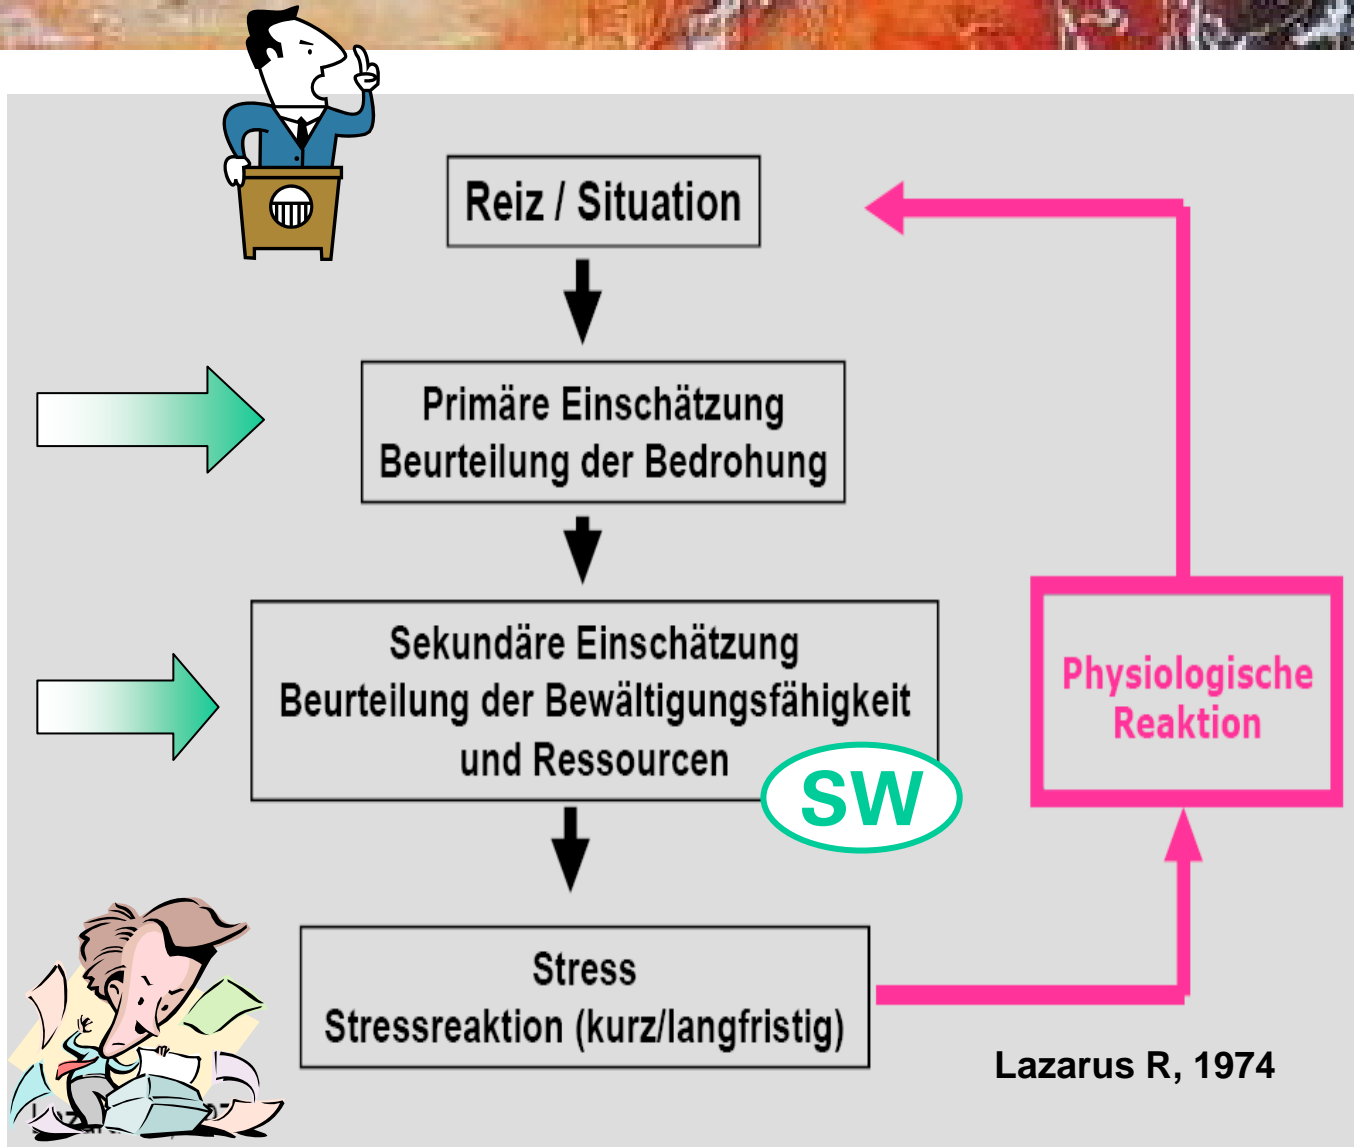 Reiz / Situation
Primäre Einschätzung
Beurteilung der Bedrohung
Sekundäre Einschätzung
Beurteilung der Bewältigungsfähigkeit
und Ressourcen
SW
Physiologische
Reaktion
Stress
Stressreaktion (kurz/langfristig)
Lazarus R, 1974